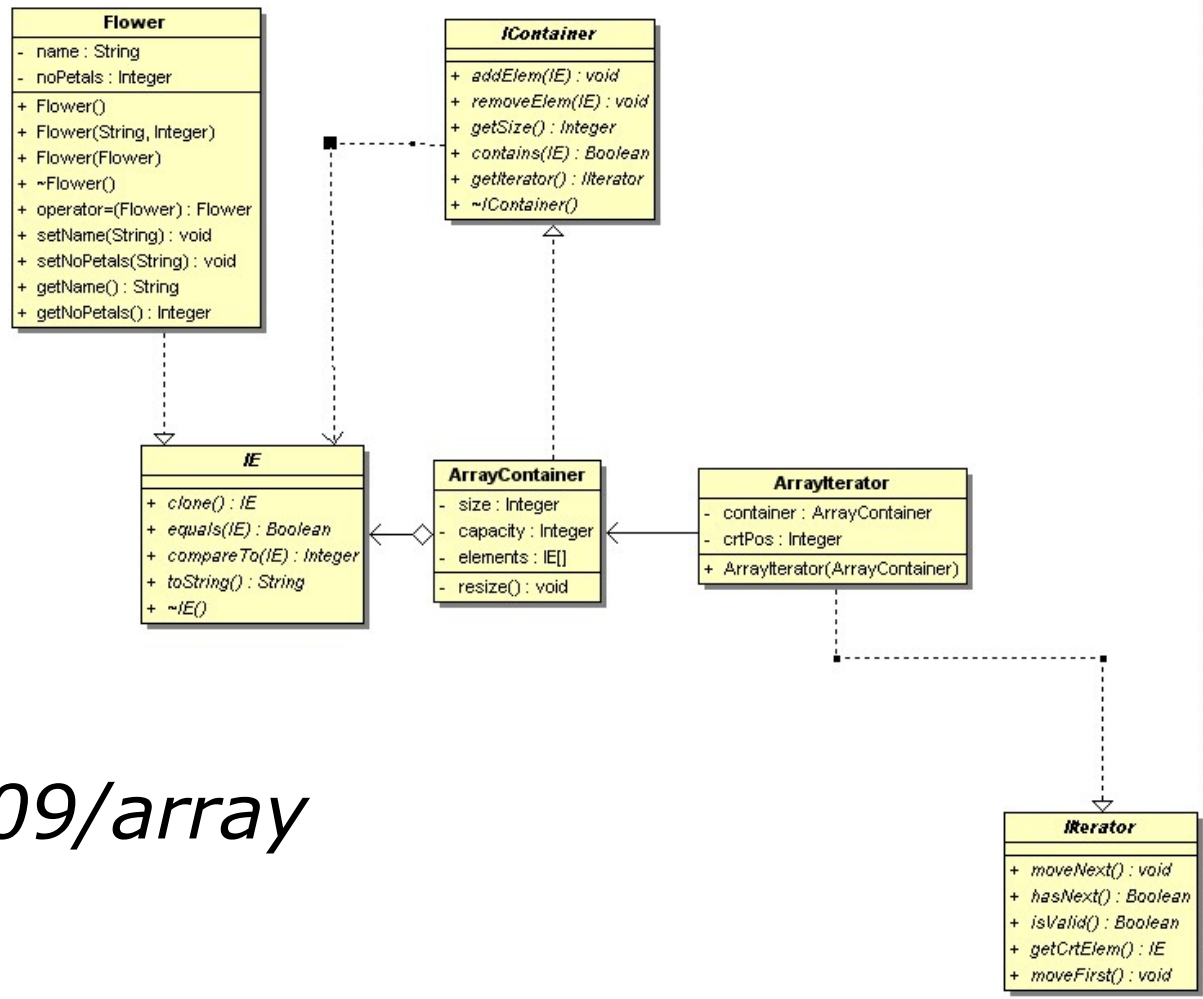 Flower
- name : String
- noPetals : Integer
+ Flower()
+ Flower(String, Integer)
+ Flower(Flower)
+ ~Flower()
+ operator=(Flower) : Flower
+ setName(String) : void
+ setNoPetals(String) : void
+ getName() : String
+ getNoPetals() : Integer
IContainer
+ addElem(IE) : void
+ removeElem(IE) : void
+ getSize() : Integer
+ contains(IE) : Boolean
+ getIterator() : IIterator
+ ~IContainer()
IE
+ clone() : IE
+ equals(IE) : Boolean
+ compareTo(IE) : Integer
+ toString() : String
+ ~IE()
ArrayContainer
- size : Integer
- capacity : Integer
- elements : IE[]
- resize() : void
ArrayIterator
- container : ArrayContainer
- crtPos : Integer
+ ArrayIterator(ArrayContainer)
09/array
IIterator
+ moveNext() : void
+ hasNext() : Boolean
+ isValid() : Boolean
+ getCrtElem() : IE
+ moveFirst() : void